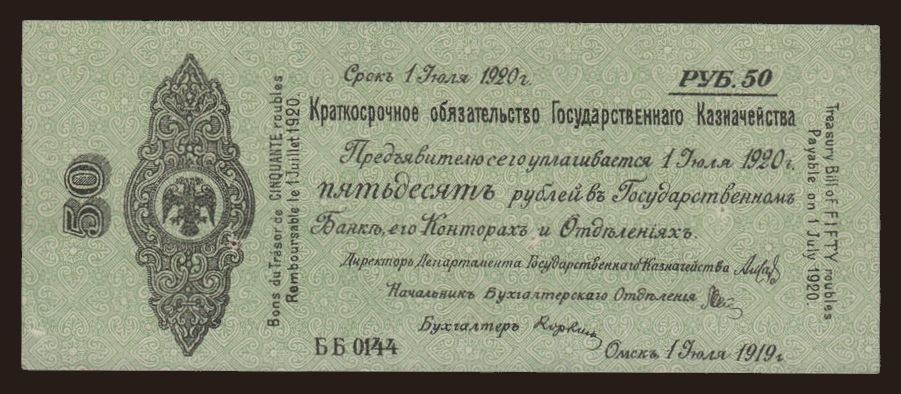 Срокъ 1 Іюля 1920 г.
РУБ. 50
Краткосрочное обязательство Государственнаго Казначейства
Предъявителю сего уплачивается 1 Іюля 1920 г.
пятьдесятъ рублей въ Государственномъ
Банкѣ, его Конторахъ и Отдѣленіяхъ.
Директоръ Департамента Государственнаго Казначейства
Начальникъ Бухгалтерскаго Отдѣленія
Бухгалтеръ
ББ 0144
Омскъ, 1 Іюля 1919 г.
50
Bons du Trésor de CINQUANTE roubles
Remboursable le 1 Juillet 1920.
Treasury Bill of FIFTY roubles
Payable on 1 July 1920.